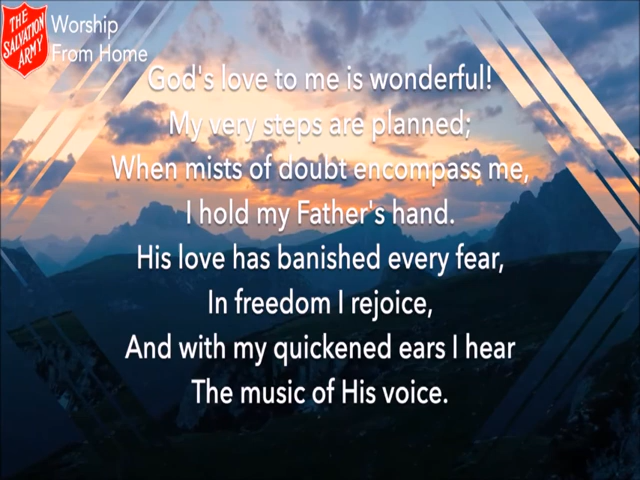 THE
SALVATION
ARMY
Worship
From Home
God's love to me is wonderful!
My very steps are planned;
When mists of doubt encompass me,
I hold my Father's hand.
His love has banished every fear,
In freedom I rejoice,
And with my quickened ears I hear
The music of His voice.